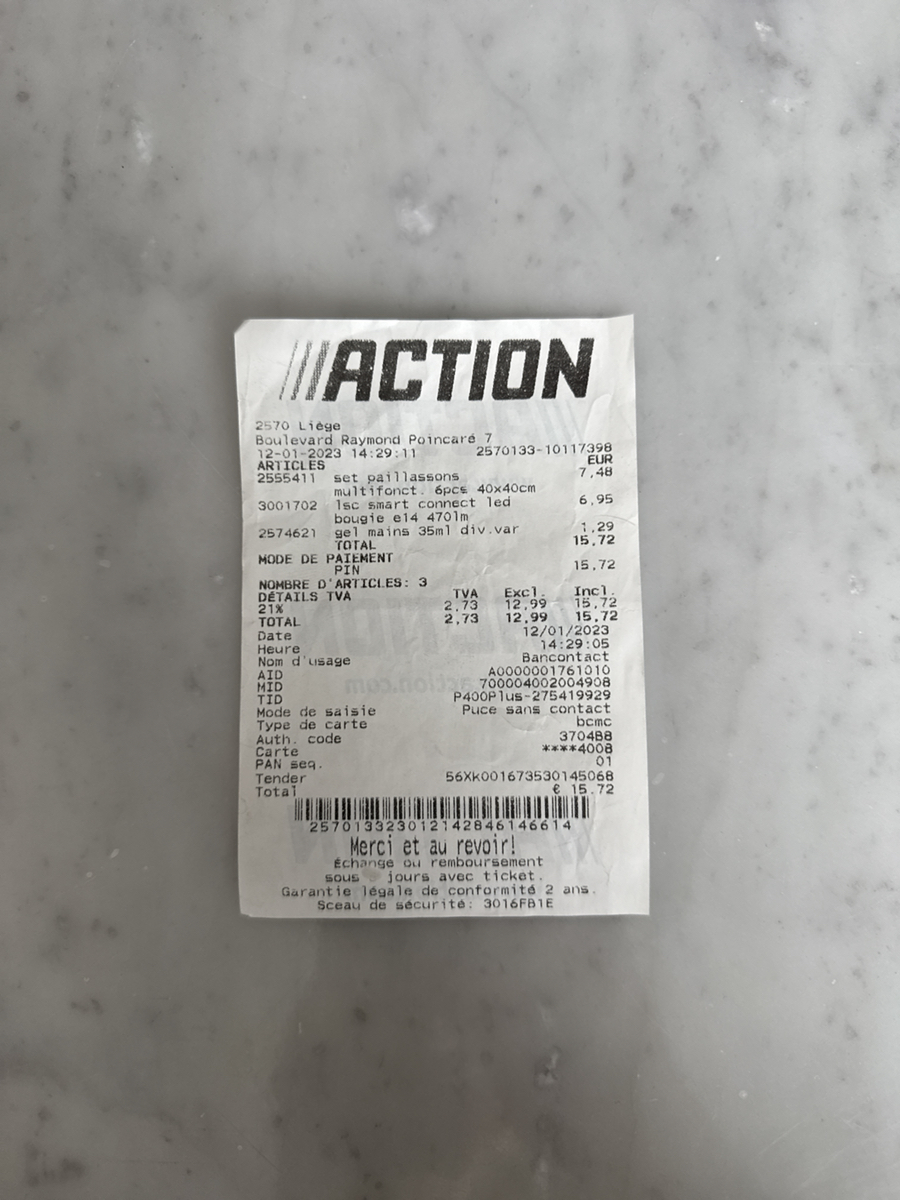 ///ACTION
2570 Liège
Boulevard Raymond Poincaré 7
12-01-2023 14:29:11 2570133-10117398
ARTICLES EUR
2555411 set paillassons 7,48
multifonct. 6pcs 40x40cm
3001702 lsc smart connect led 6,95
bougie e14 470lm
2574621 gel mains 35ml div.var 1,29
TOTAL 15,72
MODE DE PAIEMENT
PIN 15,72
NOMBRE D'ARTICLES: 3
DÉTAILS TVA TVA Excl. Incl.
21% 2,73 12,99 15,72
TOTAL 2,73 12,99 15,72
Date 12/01/2023
Heure 14:29:05
Nom d'usage Bancontact
AID A0000001761010
MID 700004002004908
TID P400Plus-275419929
Mode de saisie Puce sans contact
Type de carte bcmc
Auth. code 370488
Carte ****4008
PAN seq. 01
Tender 56XK001673530145068
Total € 15.72
2570133230121428461 46614
Merci et au revoir!
Échange ou remboursement
sous jours avec ticket.
Garantie légale de conformité 2 ans.
Sceau de sécurité: 3016FB1E